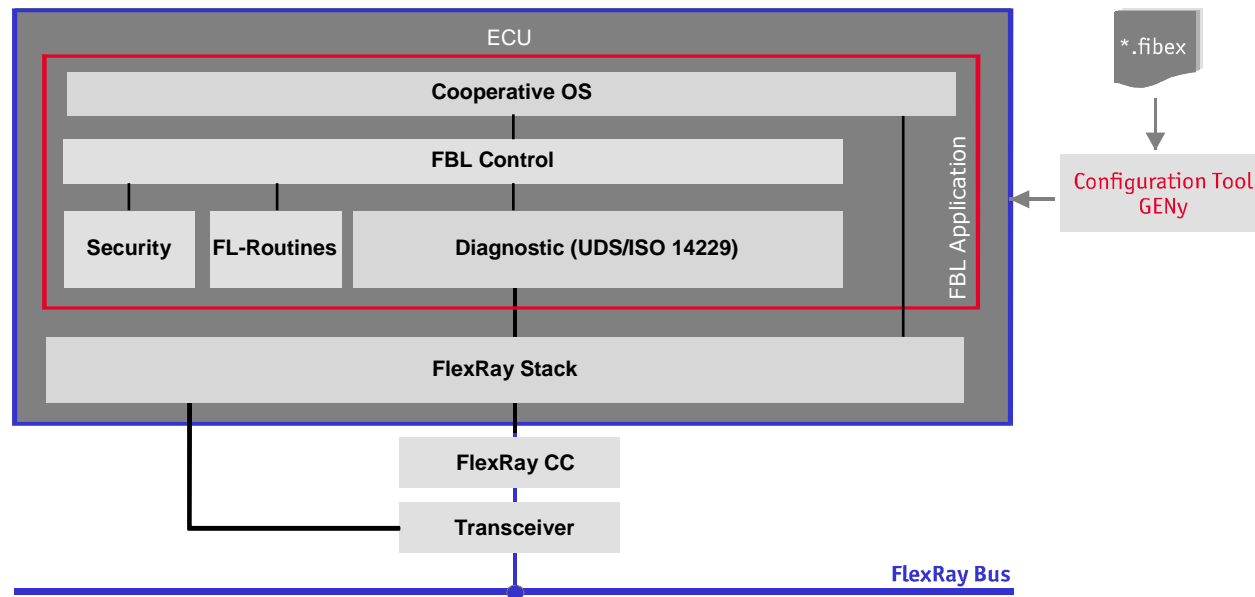 ECU
*.fibex
Cooperative OS
FBL Control
FBL Application
Configuration Tool
GENy
Security
FL-Routines
Diagnostic (UDS/ISO 14229)
FlexRay Stack
FlexRay CC
Transceiver
FlexRay Bus